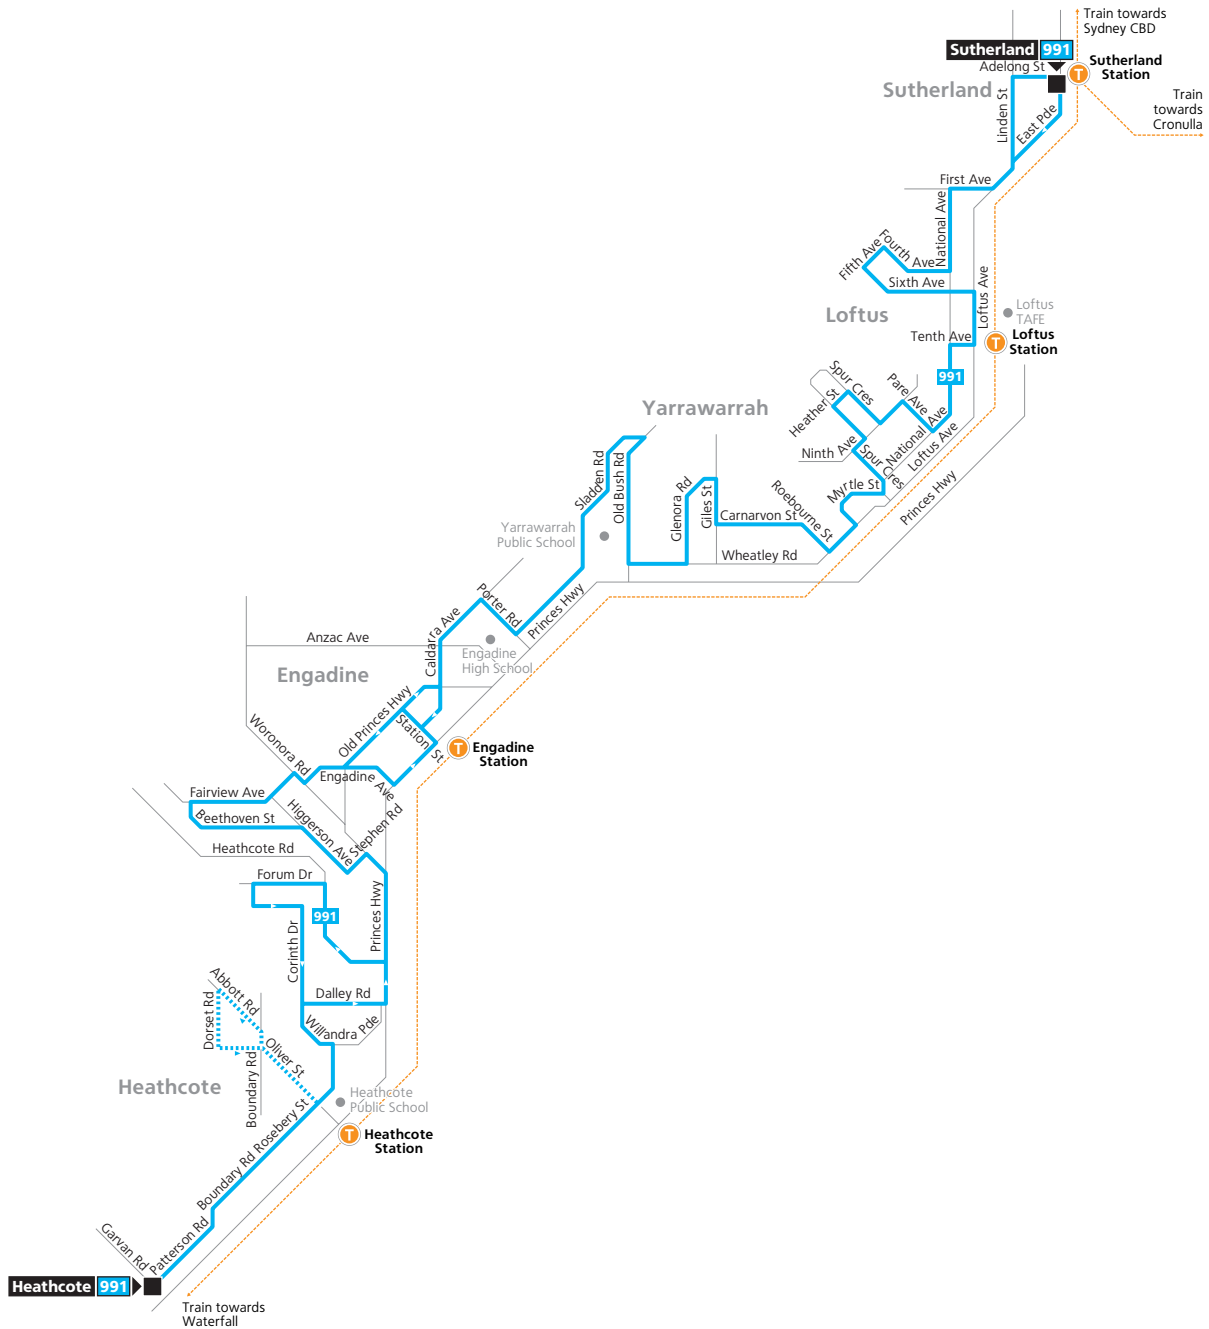 Train towards
Sydney CBD
Sutherland 991
Adelong St
Sutherland
Station
Sutherland
Train
towards
Cronulla
Linden St
East Pde
First Ave
National Ave
Fourth Ave
Fifth Ave
Sixth Ave
Loftus Ave
Loftus
TAFE
Loftus
Tenth Ave
T
Loftus
Station
991
Spur Cres
Pare Ave
Heather St
Yarrawarrah
National Ave
Loftus Ave
Ninth Ave
Spur Cres
Princes Hwy
Sladden Rd
Old Bush Rd
Glenora Rd
Giles St
Myrtle St
Roebourne St
Carnarvon St
Yarrawarrah
Public School
Wheatley Rd
Porter Rd
Princes Hwy
Caldarra Ave
Anzac Ave
Engadine
High School
Engadine
Old Princes Hwy
Station St
Woronora Rd
T
Engadine
Station
Engadine Ave
Fairview Ave
Beethoven St
Higgerson Ave
Stephen Rd
Heathcote Rd
Forum Dr
991
Princes Hwy
Corinth Dr
Abbott Rd
Dalley Rd
Dorset Rd
Willandra Pde
Oliver St
Boundary Rd
Heathcote
Heathcote
Public School
Rosebery St
T
Heathcote
Station
Boundary Rd
Patterson Rd
Garvan Rd
Heathcote 991
Train towards
Waterfall
T